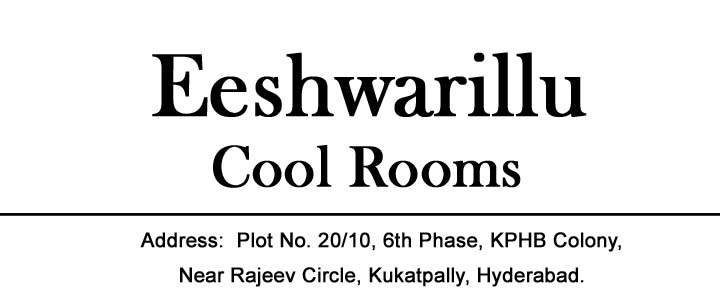 Eeshwarillu
Cool Rooms
Address: Plot No. 20/10, 6th Phase, KPHB Colony,
Near Rajeev Circle, Kukatpally, Hyderabad.